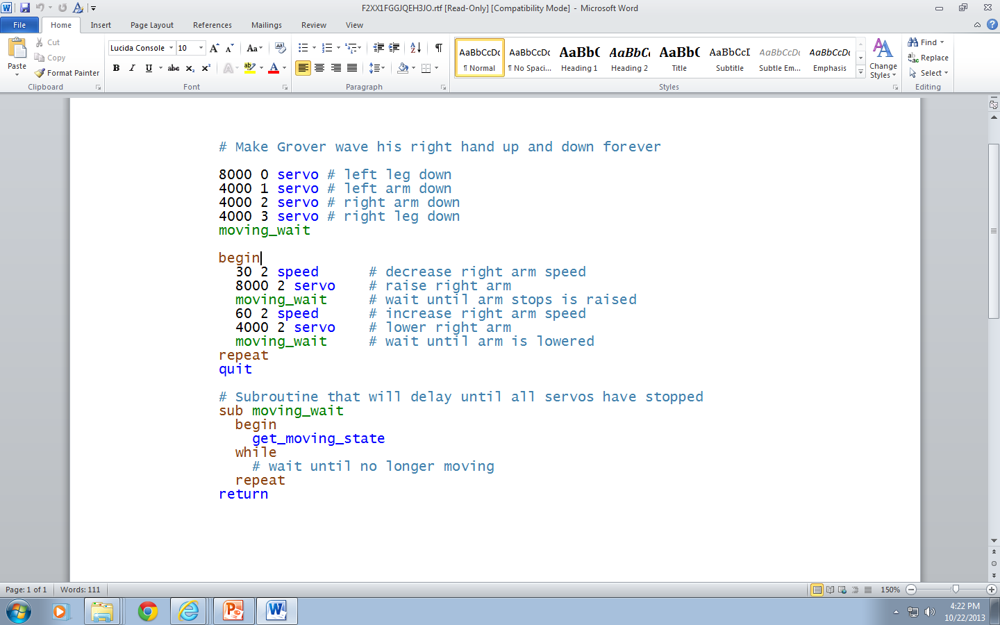 F2XX1FGGJQEH3JO.rtf [Read-Only] [Compatibility Mode] - Microsoft Word
File Home Insert Page Layout References Mailings Review View
Paste
Cut
Copy
Format Painter
Clipboard
Lucida Console 10
Font
Paragraph
AaBbCcDc AaBbCcDc AaBbC AaBbCc AaBbC AaBbCcI AaBbCcDc AaBbCcDc
¶ Normal ¶ No Spaci... Heading 1 Heading 2 Title Subtitle Subtle Em... Emphasis
Change
Styles
Styles
Find
Replace
Select
Editing
# Make Grover wave his right hand up and down forever
8000 0 servo # left leg down
4000 1 servo # left arm down
4000 2 servo # right arm down
4000 3 servo # right leg down
moving_wait
begin
30 2 speed # decrease right arm speed
8000 2 servo # raise right arm
moving_wait # wait until arm stops is raised
60 2 speed # increase right arm speed
4000 2 servo # lower right arm
moving_wait # wait until arm is lowered
repeat
quit
# Subroutine that will delay until all servos have stopped
sub moving_wait
begin
get_moving_state
while
# wait until no longer moving
repeat
return
Page: 1 of 1 Words: 111 150%
4:22 PM
10/22/2013